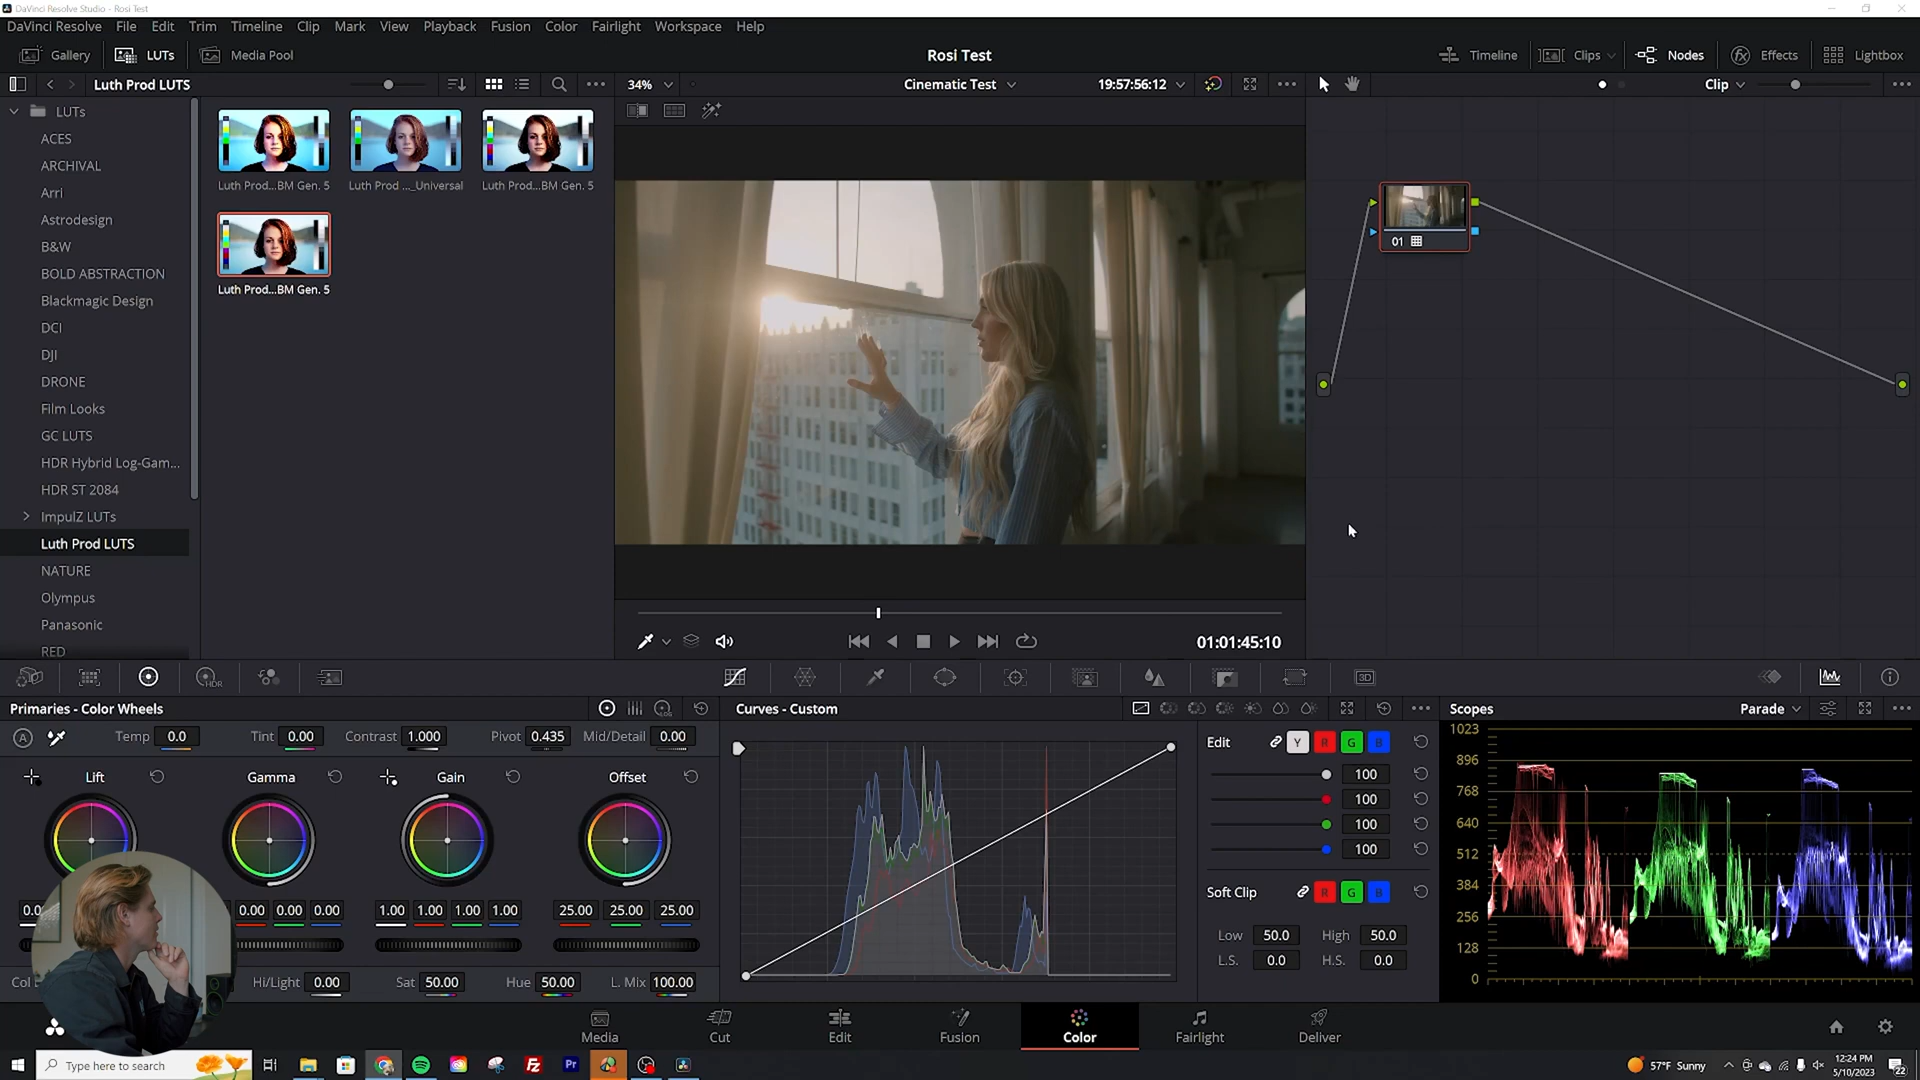 DaVinci Resolve Studio - Rosi Test
DaVinci Resolve File Edit Trim Timeline Clip Mark View Playback Fusion Color Fairlight Workspace Help
Gallery LUTs Media Pool Rosi Test Timeline Clips Nodes Effects Lightbox
Luth Prod LUTS 34% Cinematic Test 19:57:56:12 Clip
LUTs
ACES
ARCHIVAL
Arri
Astrodesign
B&W
BOLD ABSTRACTION
Blackmagic Design
DCI
DJI
DRONE
Film Looks
GC LUTS
HDR Hybrid Log-Gam...
HDR ST 2084
ImpulZ LUTs
Luth Prod LUTS
NATURE
Olympus
Panasonic
RED
Luth Prod...BM Gen. 5 Luth Prod ..._Universal Luth Prod...BM Gen. 5
Luth Prod...BM Gen. 5
01
01:01:45:10
HDR 3D
Primaries - Color Wheels
A Temp 0.0 Tint 0.00 Contrast 1.000 Pivot 0.435 Mid/Detail 0.00
Lift Gamma Gain Offset
0.0 0.00 0.00 0.00 1.00 1.00 1.00 1.00 25.00 25.00 25.00
Col Hi/Light 0.00 Sat 50.00 Hue 50.00 L. Mix 100.00
Curves - Custom
Edit Y R G B
100
100
100
100
Soft Clip R G B
Low 50.0 High 50.0
L.S. 0.0 H.S. 0.0
Scopes Parade
1023
896
768
640
512
384
256
128
0
Media Cut Edit Fusion Color Fairlight Deliver
Type here to search
Fz Pr
57°F Sunny
12:24 PM
5/10/2023
22